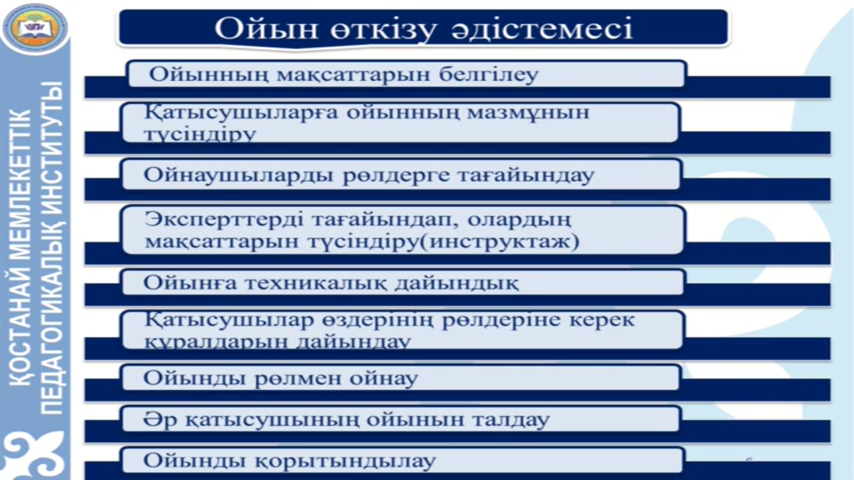 Ойын өткізу әдістемесі
Ойынның мақсаттарын белгілеу
Қатысушыларға ойынның мазмұнын
түсіндіру
Ойнаушыларды рөлдерге тағайындау
Эксперттерді тағайындап, олардың
мақсаттарын түсіндіру(инструктаж)
Ойынға техникалық дайындық
Қатысушылар өздерінің рөлдеріне керек
құралдарын дайындау
Ойынды рөлмен ойнау
Әр қатысушының ойынын талдау
Ойынды қорытындылау
ҚОСТАНАЙ МЕМЛЕКЕТТІК
ПЕДАГОГИКАЛЫҚ ИНСТИТУТЫ